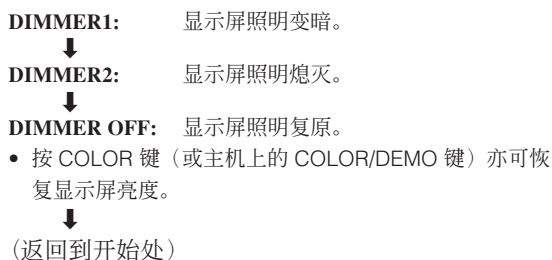 DIMMER1: 显示屏照明变暗。
⬇
DIMMER2: 显示屏照明熄灭。
⬇
DIMMER OFF: 显示屏照明复原。
• 按 COLOR 键（或主机上的 COLOR/DEMO 键）亦可恢
复显示屏亮度。
⬇
（返回到开始处）